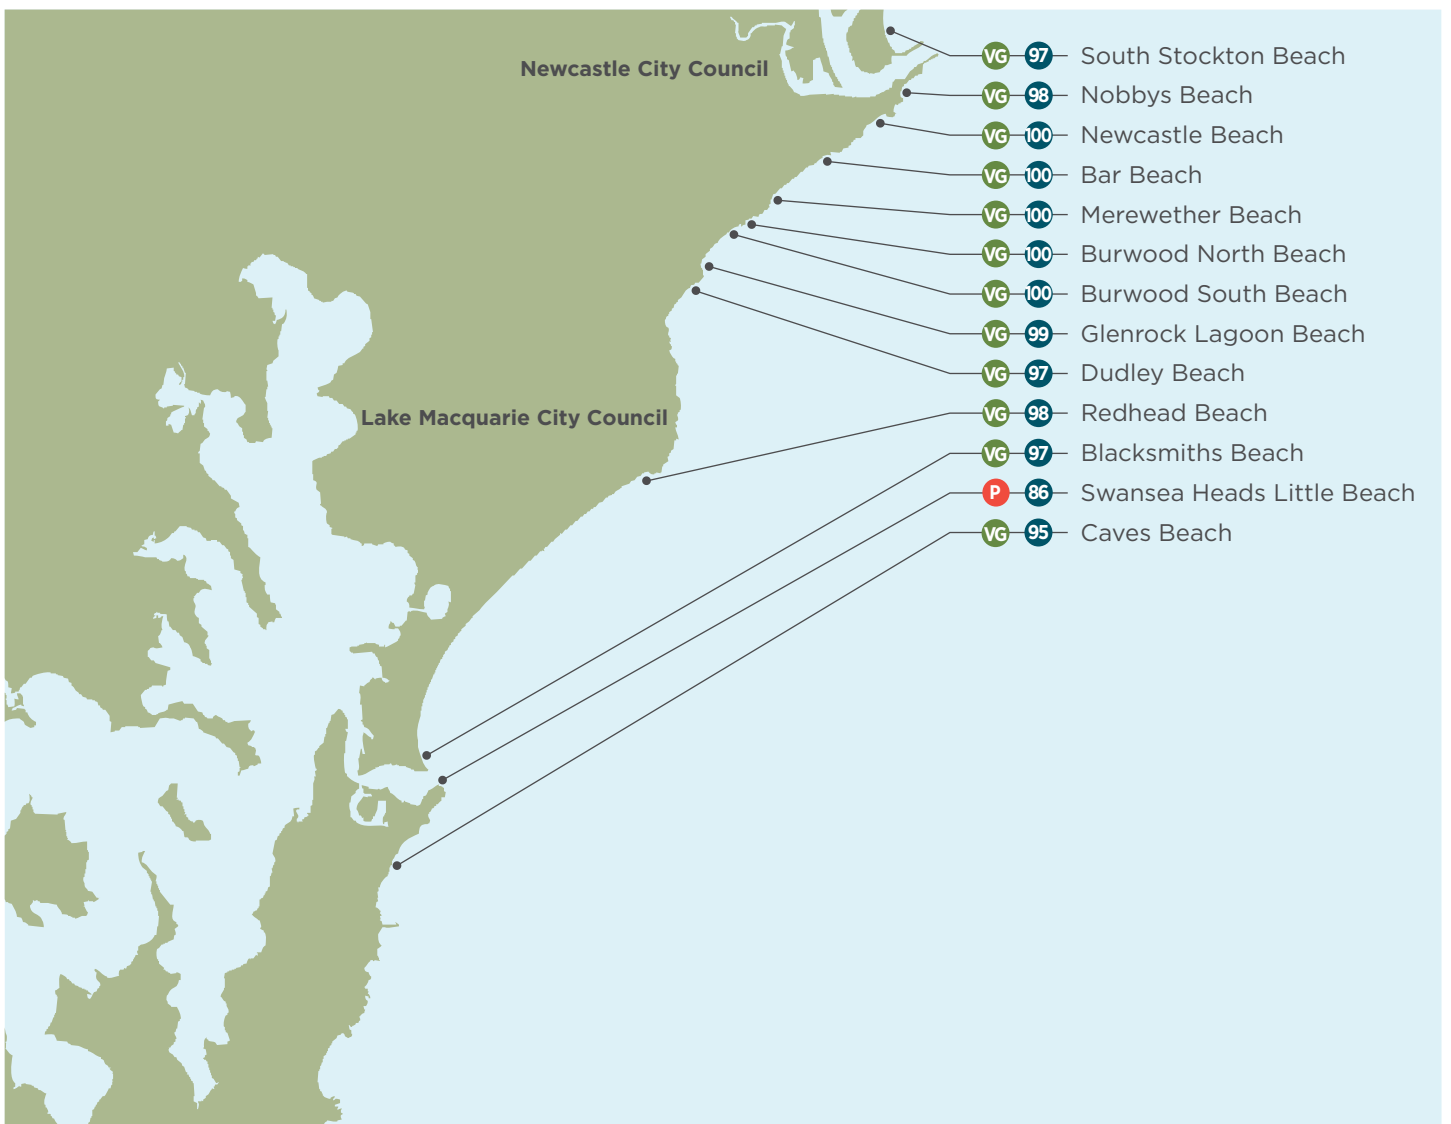 Newcastle City Council
VG 97 South Stockton Beach
VG 98 Nobbys Beach
VG 100 Newcastle Beach
VG 100 Bar Beach
VG 100 Merewether Beach
VG 100 Burwood North Beach
VG 100 Burwood South Beach
VG 99 Glenrock Lagoon Beach
VG 97 Dudley Beach
Lake Macquarie City Council
VG 98 Redhead Beach
VG 97 Blacksmiths Beach
P 86 Swansea Heads Little Beach
VG 95 Caves Beach